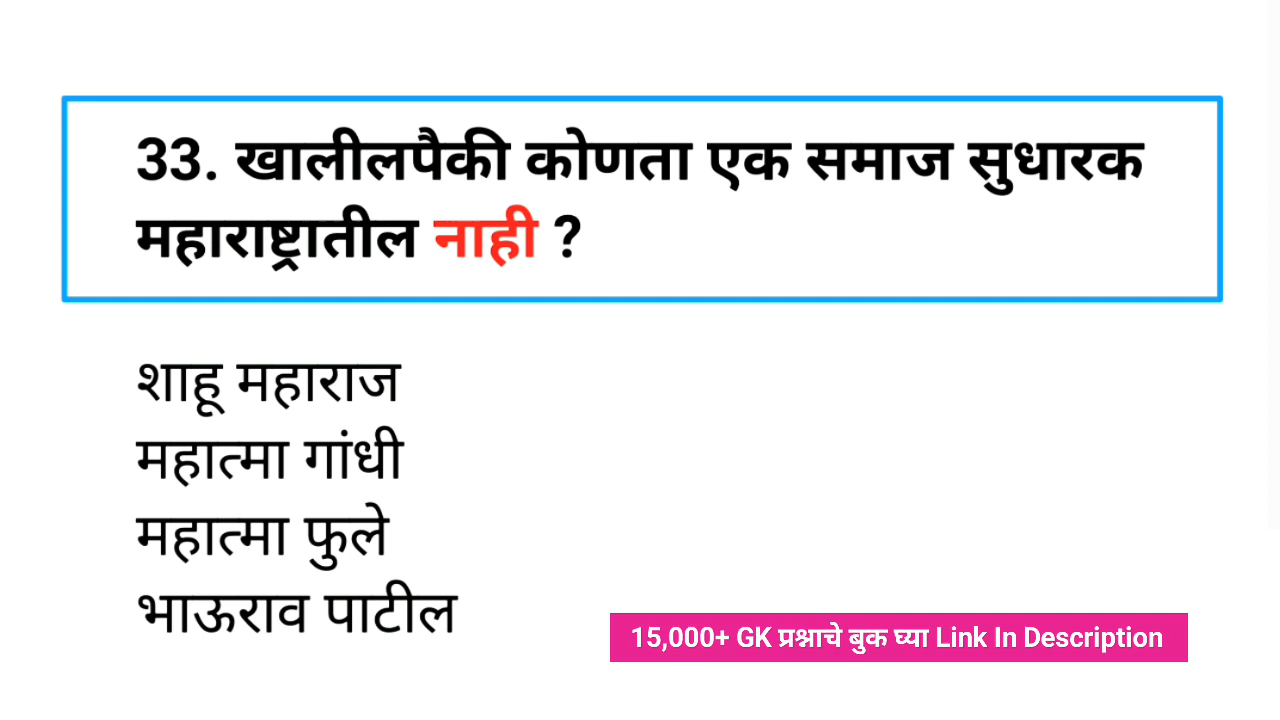 33. खालीलपैकी कोणता एक समाज सुधारक
महाराष्ट्रातील नाही ?
शाहू महाराज
महात्मा गांधी
महात्मा फुले
भाऊराव पाटील
15,000+ GK प्रश्नाचे बुक घ्या Link In Description